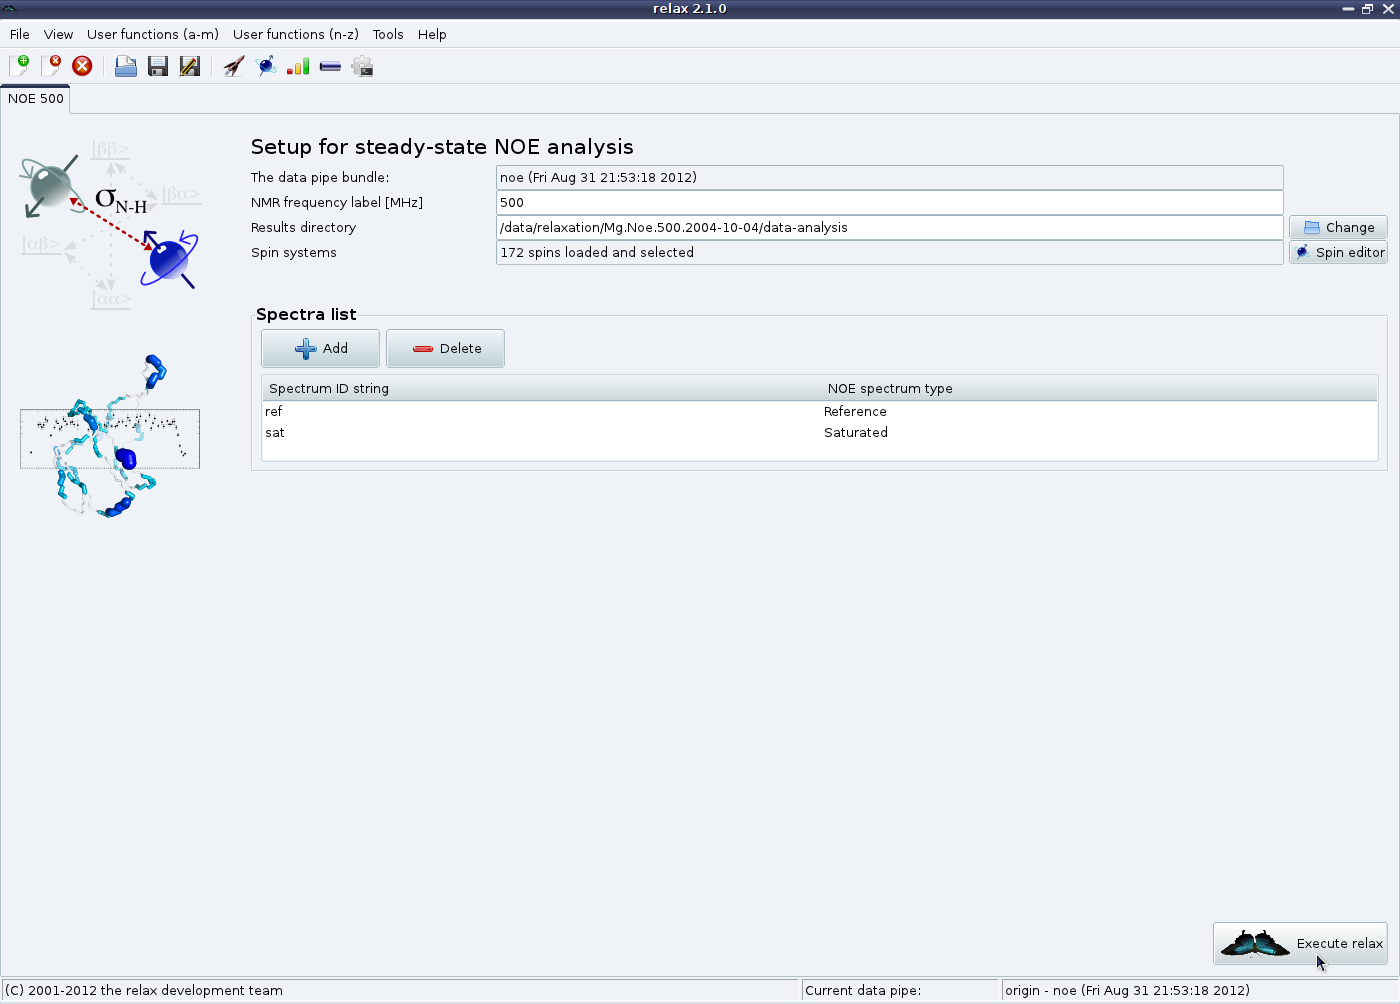 relax 2.1.0
File View User functions (a-m) User functions (n-z) Tools Help
NOE 500
|ββ>
|βα>
σN-H
|αβ>
|αα>
Setup for steady-state NOE analysis
The data pipe bundle: noe (Fri Aug 31 21:53:18 2012)
NMR frequency label [MHz] 500
Results directory /data/relaxation/Mg.Noe.500.2004-10-04/data-analysis Change
Spin systems 172 spins loaded and selected Spin editor
Spectra list
Add Delete
Spectrum ID string NOE spectrum type
ref Reference
sat Saturated
Execute relax
(C) 2001-2012 the relax development team Current data pipe: origin - noe (Fri Aug 31 21:53:18 2012)